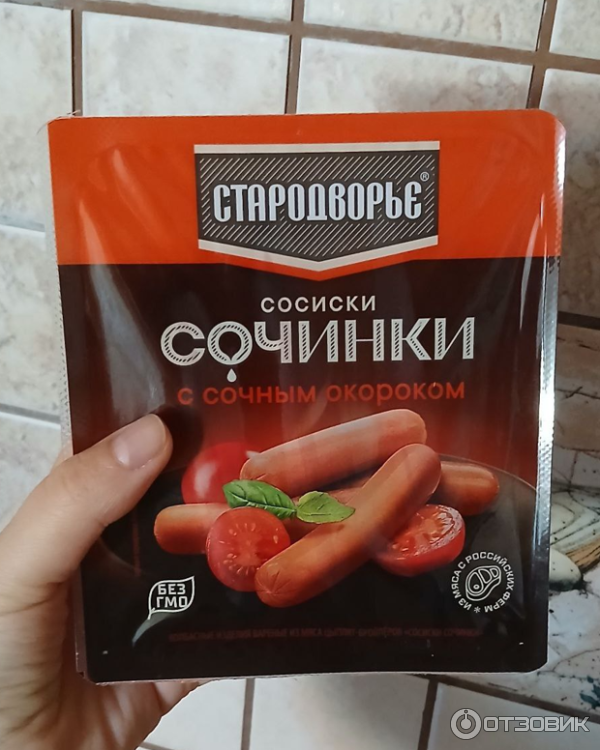 СТАРОДВОРЬЕ®
СОСИСКИ
СОЧИНКИ
С СОЧНЫМ ОКОРОКОМ
БЕЗ
ГМО
ИЗ МЯСА С РОССИЙСКИХ ФЕРМ *
ОТЗОВИК